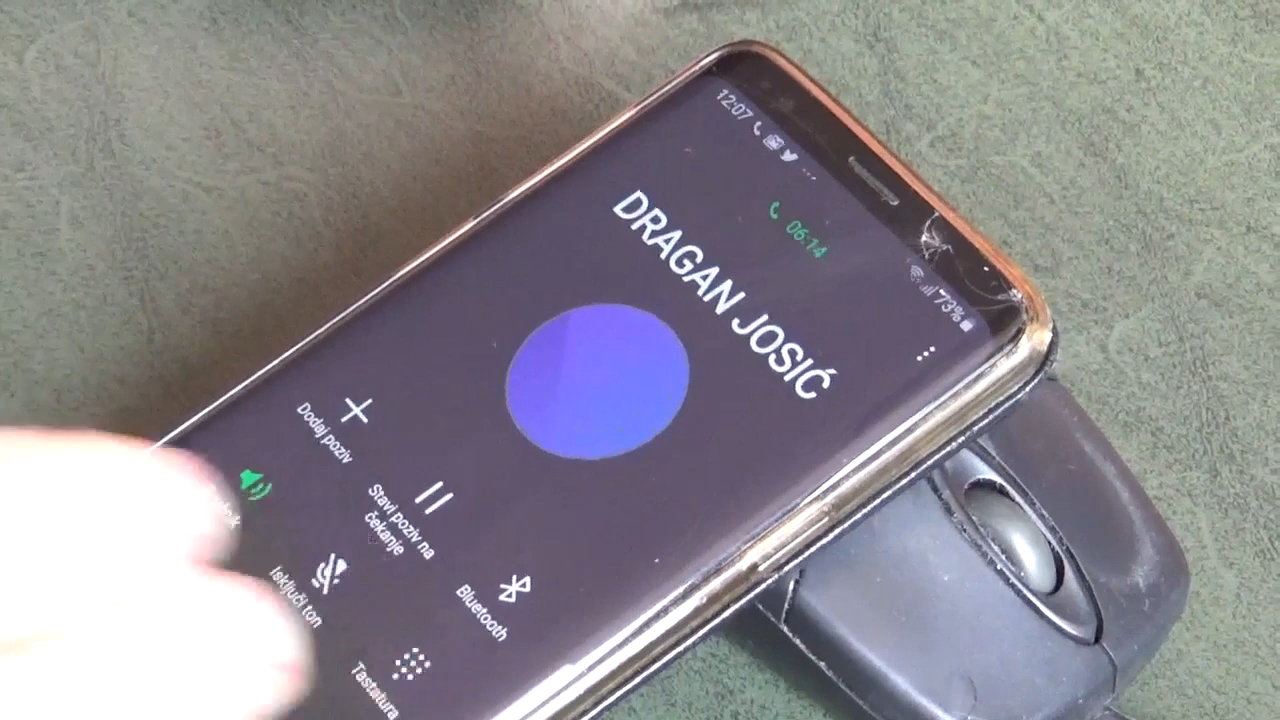 12:07
73%
06:14
DRAGAN JOSIĆ
Dodaj poziv
Stavi poziv na
čekanje
Bluetooth
Isključi ton
Tastatura